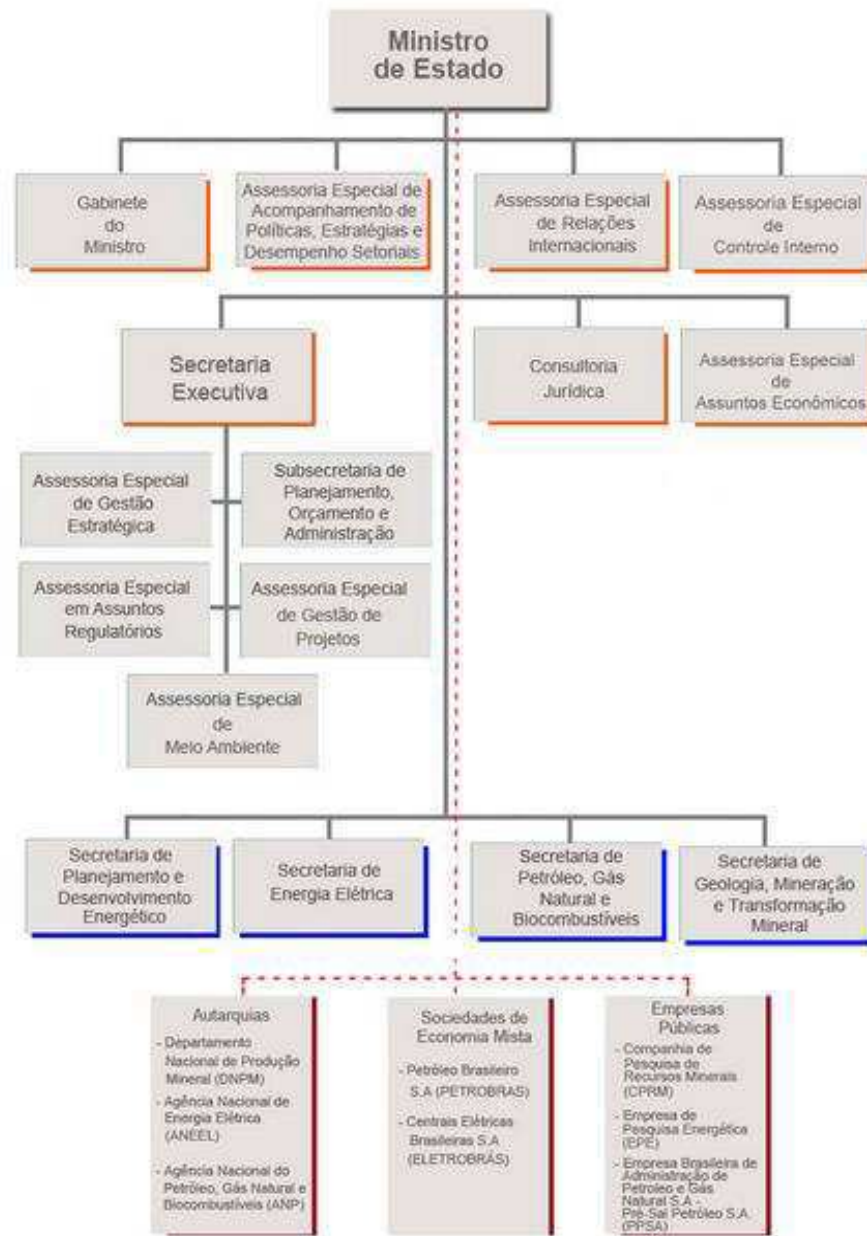 Ministro
de Estado
Gabinete
do
Ministro
Assessoria Especial de
Acompanhamento de
Políticas, Estratégias e
Desempenho Setoriais
Assessoria Especial
de Relações
Internacionais
Assessoria Especial
de
Controle Interno
Secretaria
Executiva
Consultoria
Jurídica
Assessoria Especial
de
Assuntos Econômicos
Assessoria Especial
de Gestão
Estratégica
Subsecretaria de
Planejamento,
Orçamento e
Administração
Assessoria Especial
em Assuntos
Regulatórios
Assessoria Especial
de Gestão de
Projetos
Assessoria Especial
de
Meio Ambiente
Secretaria de
Planejamento e
Desenvolvimento
Energético
Secretaria de
Energia Elétrica
Secretaria de
Petróleo, Gás
Natural e
Biocombustíveis
Secretaria de
Geologia, Mineração
e Transformação
Mineral
Autarquias
- Departamento
Nacional de Produção
Mineral (DNPM)
- Agência Nacional de
Energia Elétrica
(ANEEL)
- Agência Nacional do
Petróleo, Gás Natural e
Biocombustíveis (ANP)
Sociedades de
Economia Mista
- Petróleo Brasileiro
S.A (PETROBRAS)
- Centrais Elétricas
Brasileiras S.A
(ELETROBRÁS)
Empresas
Públicas
- Companhia de
Pesquisa de
Recursos Minerais
(CPRM)
- Empresa de
Pesquisa Energética
(EPE)
- Empresa Brasileira de
Administração de
Petróleo e Gás
Natural S.A -
Pré-Sal Petróleo S.A.
(PPSA)